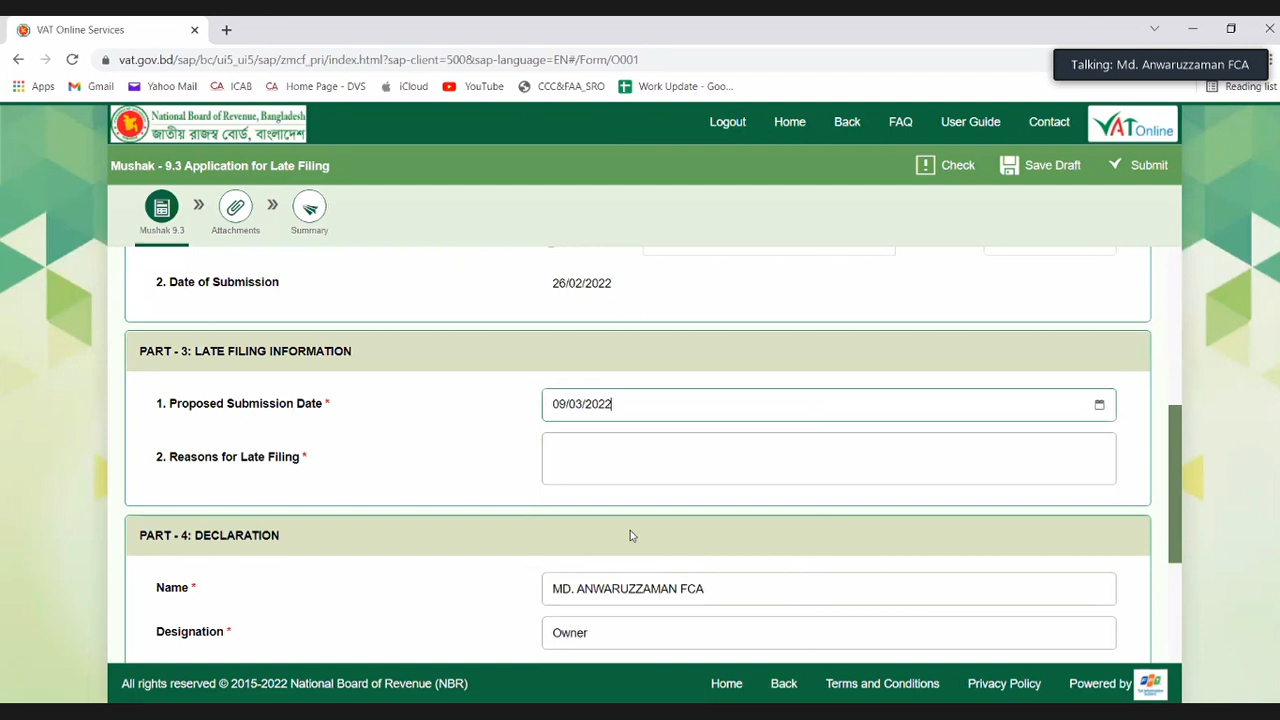 VAT Online Services
vat.gov.bd/sap/bc/ui5_ui5/sap/zmcf_pri/index.html?sap-client=500&sap-language=EN#/Form/O001
Talking: Md. Anwaruzzaman FCA
Apps Gmail Yahoo Mail CA ICAB CA Home Page - DVS iCloud YouTube CCC&FAA_SRO Work Update - Goo... Reading list
National Board of Revenue, Bangladesh
জাতীয় রাজস্ব বোর্ড, বাংলাদেশ
Logout Home Back FAQ User Guide Contact VAT Online
Mushak - 9.3 Application for Late Filing Check Save Draft Submit
Mushak 9.3 Attachments Summary
2. Date of Submission 26/02/2022
PART - 3: LATE FILING INFORMATION
1. Proposed Submission Date * 09/03/2022
2. Reasons for Late Filing *
PART - 4: DECLARATION
Name * MD. ANWARUZZAMAN FCA
Designation * Owner
All rights reserved © 2015-2022 National Board of Revenue (NBR) Home Back Terms and Conditions Privacy Policy Powered by